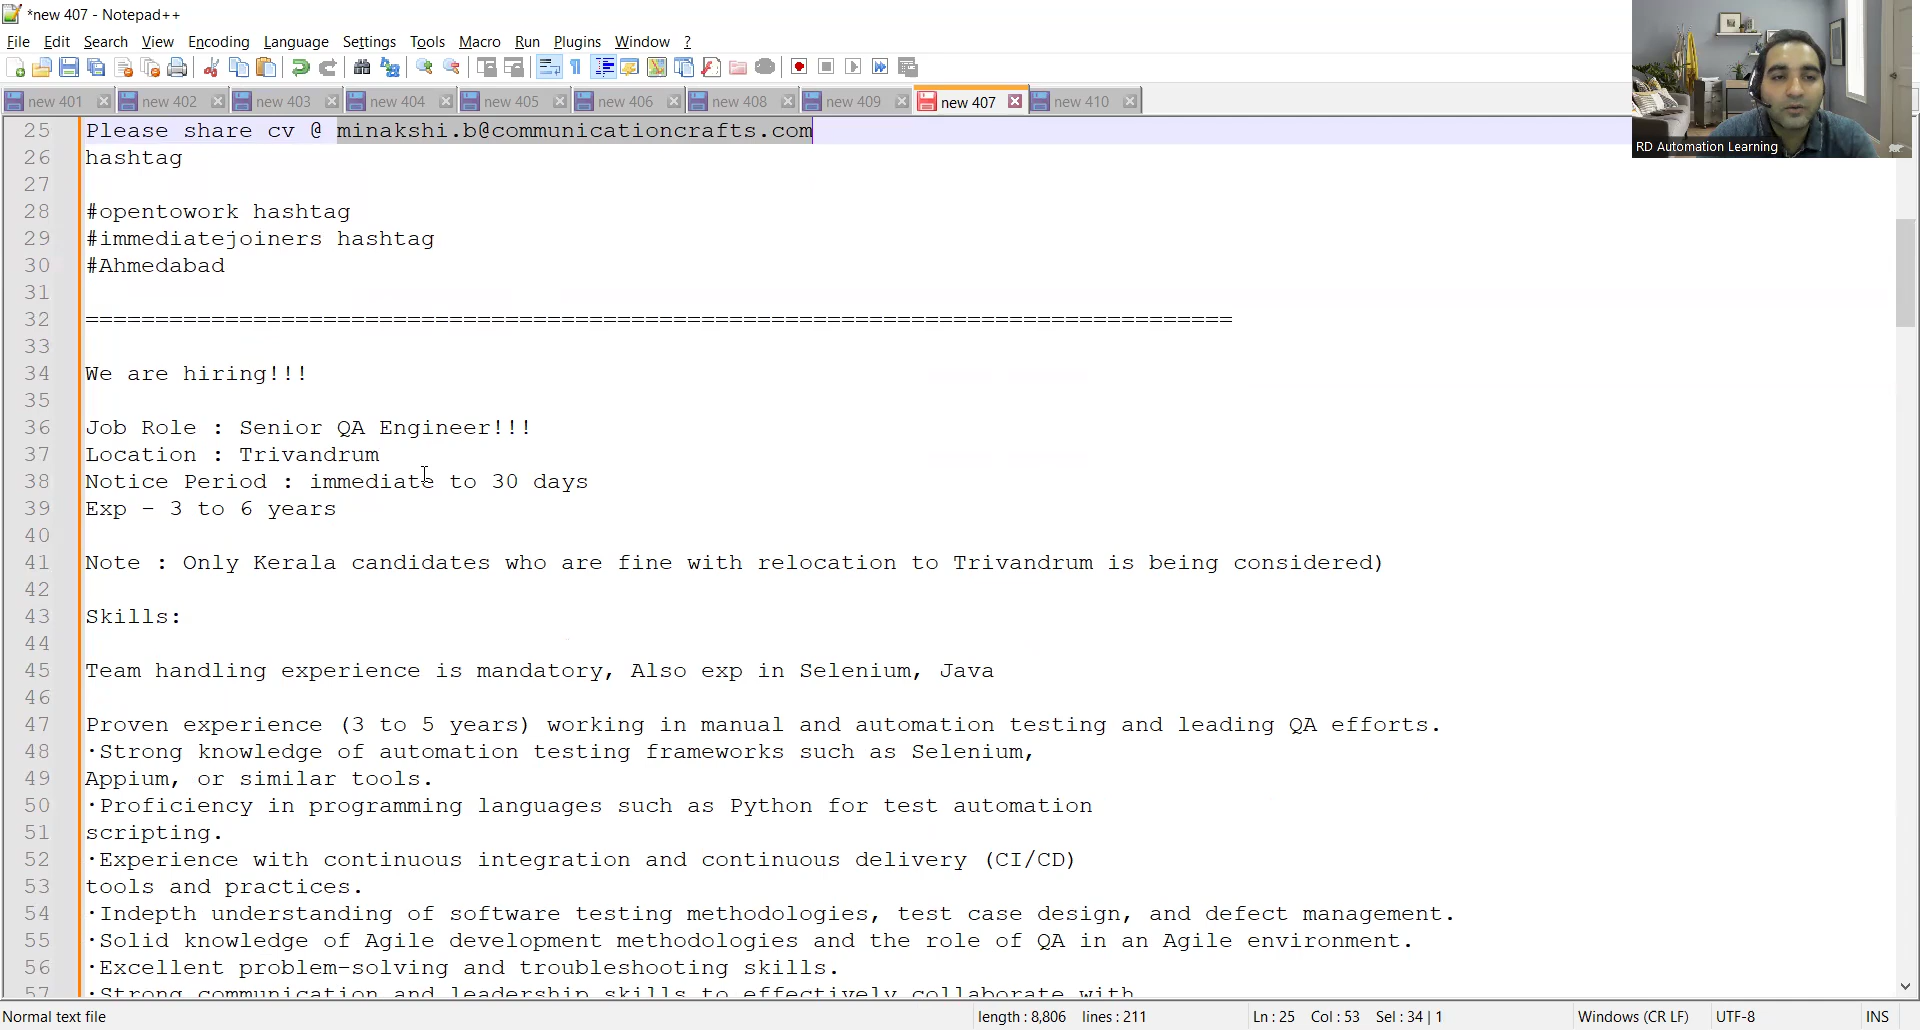 *new 407 - Notepad++
File Edit Search View Encoding Language Settings Tools Macro Run Plugins Window ?
new 401 new 402 new 403 new 404 new 405 new 406 new 408 new 409 new 407 new 410
RD Automation Learning
25 Please share cv @ minakshi.b@communicationcrafts.com
26 hashtag
27
28 #opentowork hashtag
29 #immediatejoiners hashtag
30 #Ahmedabad
31
32 ==================================================================================
33
34 We are hiring!!!
35
36 Job Role : Senior QA Engineer!!!
37 Location : Trivandrum
38 Notice Period : immediate to 30 days
39 Exp – 3 to 6 years
40
41 Note : Only Kerala candidates who are fine with relocation to Trivandrum is being considered)
42
43 Skills:
44
45 Team handling experience is mandatory, Also exp in Selenium, Java
46
47 Proven experience (3 to 5 years) working in manual and automation testing and leading QA efforts.
48 ·Strong knowledge of automation testing frameworks such as Selenium,
49 Appium, or similar tools.
50 ·Proficiency in programming languages such as Python for test automation
51 scripting.
52 ·Experience with continuous integration and continuous delivery (CI/CD)
53 tools and practices.
54 ·Indepth understanding of software testing methodologies, test case design, and defect management.
55 ·Solid knowledge of Agile development methodologies and the role of QA in an Agile environment.
56 ·Excellent problem-solving and troubleshooting skills.
57 ·Strong communication and leadership skills to effectively collaborate with
Normal text file length : 8,806 lines : 211 Ln : 25 Col : 53 Sel : 34 | 1 Windows (CR LF) UTF-8 INS